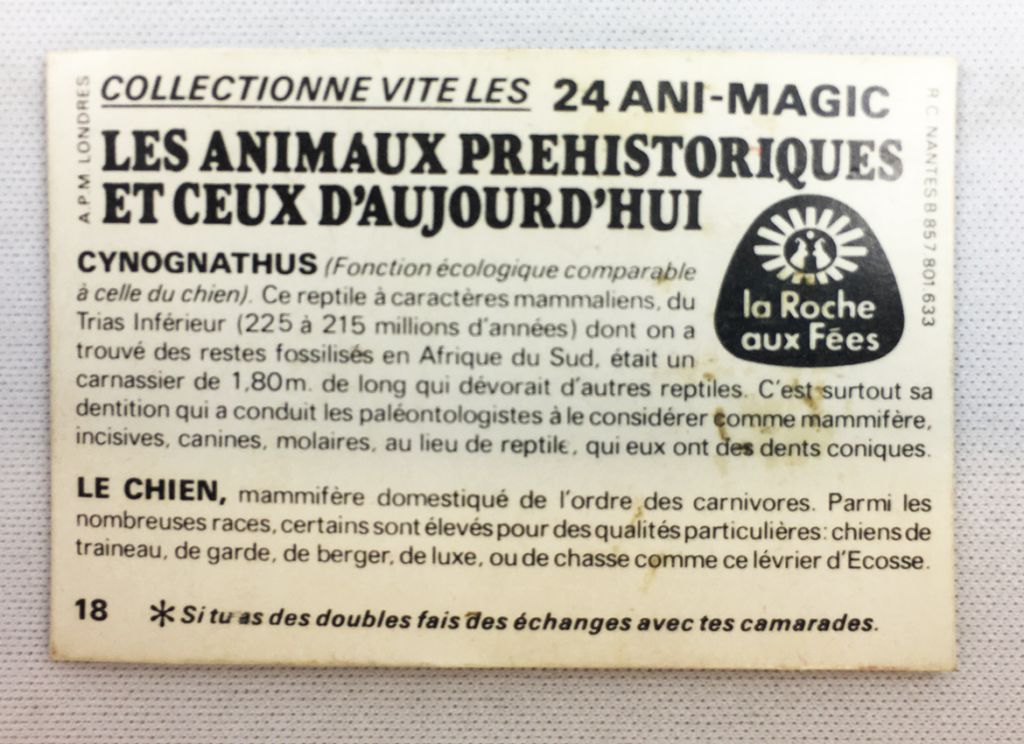 COLLECTIONNE VITE LES 24 ANI-MAGIC
LES ANIMAUX PREHISTORIQUES
ET CEUX D'AUJOURD'HUI
A.P.M LONDRES
R C NANTES B 857 801 633
la Roche
aux Fées
CYNOGNATHUS (Fonction écologique comparable
à celle du chien). Ce reptile à caractères mammaliens, du
Trias Inférieur (225 à 215 millions d'années) dont on a
trouvé des restes fossilisés en Afrique du Sud, était un
carnassier de 1,80m. de long qui dévorait d'autres reptiles. C'est surtout sa
dentition qui a conduit les paléontologistes à le considérer comme mammifère,
incisives, canines, molaires, au lieu de reptile, qui eux ont des dents coniques.
LE CHIEN, mammifère domestiqué de l'ordre des carnivores. Parmi les
nombreuses races, certains sont élevés pour des qualités particulières: chiens de
traineau, de garde, de berger, de luxe, ou de chasse comme ce lévrier d'Ecosse.
18 * Si tu as des doubles fais des échanges avec tes camarades.